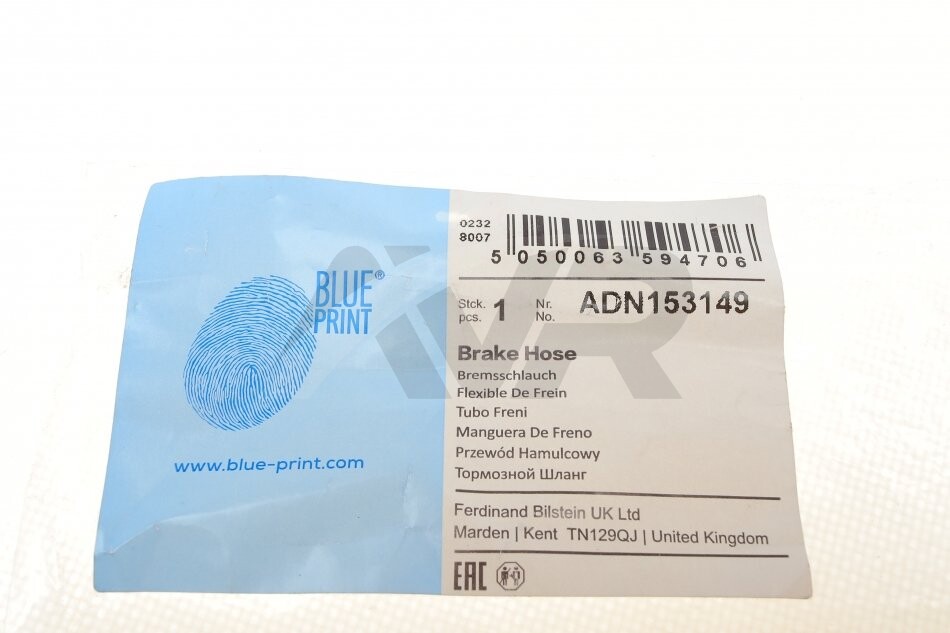 BLUE®
PRINT
www.blue-print.com
0232
8007
5 050063 594706
Stck. 1 Nr. ADN153149
pcs. No.
Brake Hose
Bremsschlauch
Flexible De Frein
Tubo Freni
Manguera De Freno
Przewód Hamulcowy
Тормозной Шланг
Ferdinand Bilstein UK Ltd
Marden | Kent TN129QJ | United Kingdom
EAC
AVR